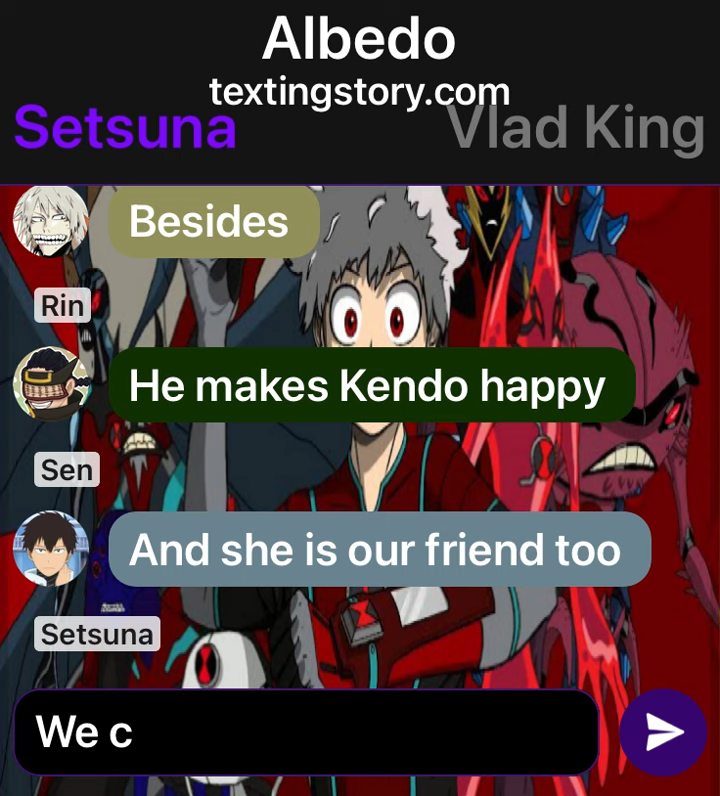 Albedo
textingstory.com
Setsuna
Vlad King
Besides
Rin
He makes Kendo happy
Sen
And she is our friend too
Setsuna
We c